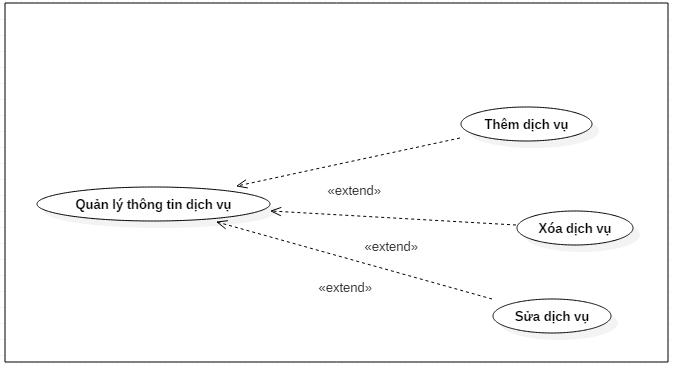 Thêm dịch vụ
«extend»
Quản lý thông tin dịch vụ
Xóa dịch vụ
«extend»
«extend»
Sửa dịch vụ